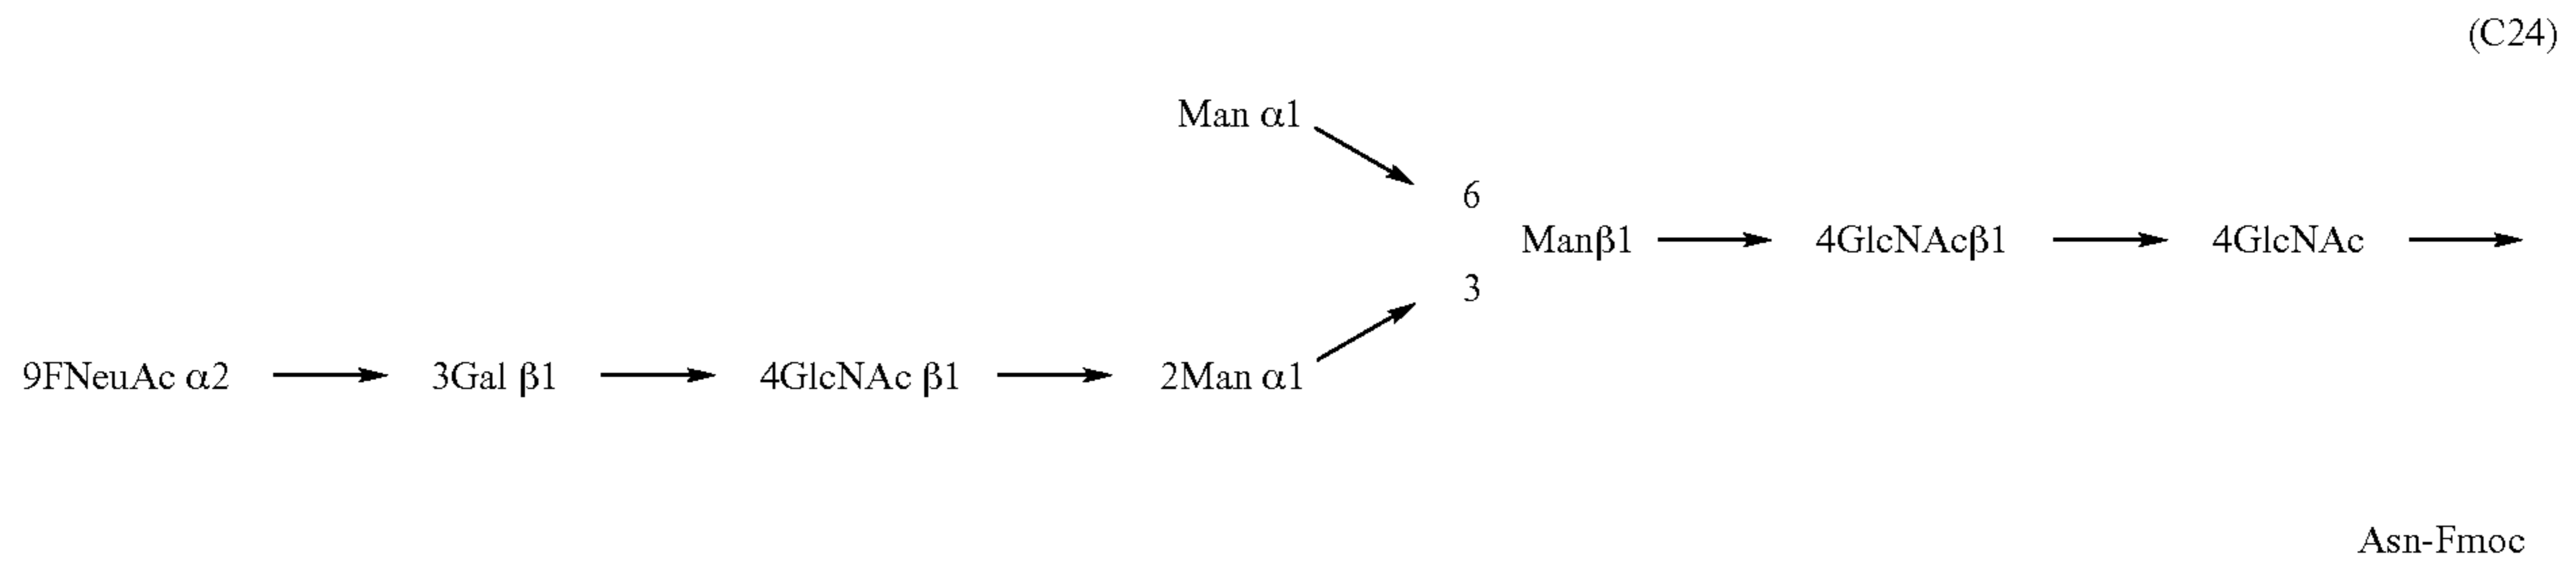 (C24)
Man α1
6
Manβ1 4GlcNAcβ1 4GlcNAc
3
9FNeuAc α2 3Gal β1 4GlcNAc β1 2Man α1
Asn-Fmoc